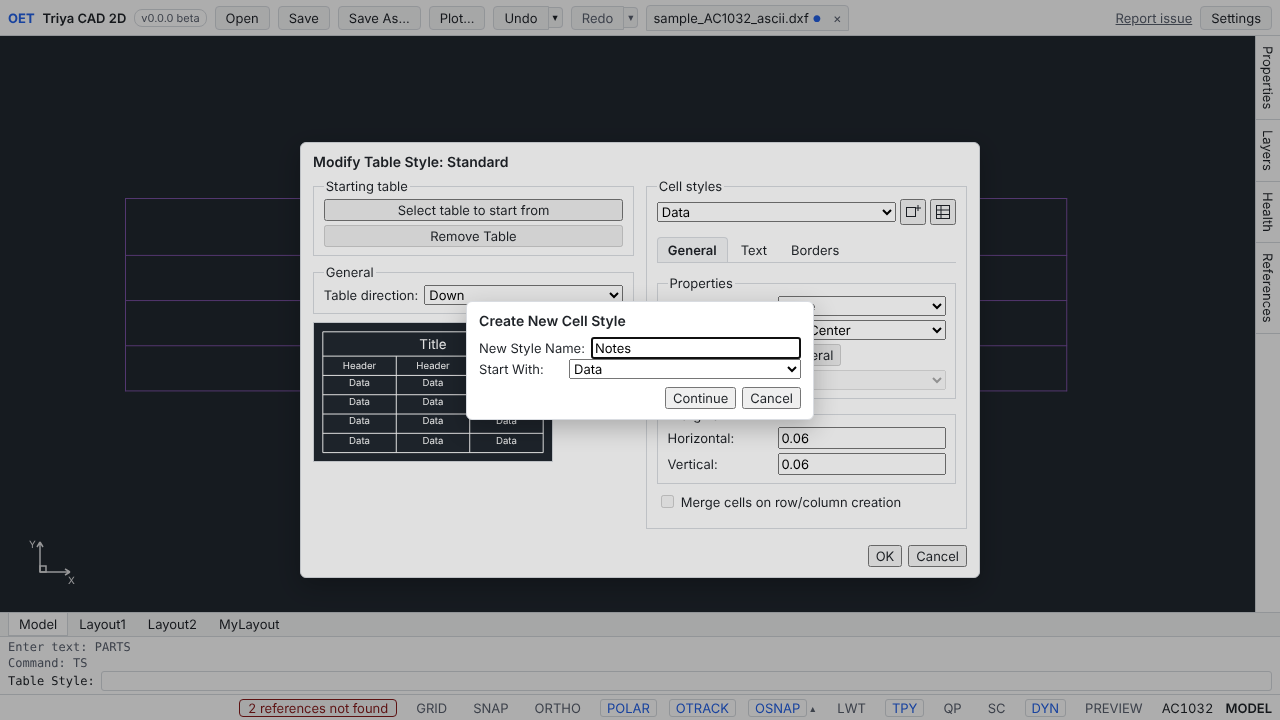 OET Triya CAD 2D v0.0.0 beta Open Save Save As... Plot... Undo ▾ Redo ▾ sample_AC1032_ascii.dxf ● × Report issue Settings
Properties
Layers
Health
References
Modify Table Style: Standard
Starting table
Select table to start from
Remove Table
General
Table direction: Down
Title
Header Header
Data Data
Data Data
Data Data Data
Data Data Data
Cell styles
Data
General Text Borders
Properties
Center
Horizontal: 0.06
Vertical: 0.06
Merge cells on row/column creation
OK Cancel
Create New Cell Style
New Style Name: Notes
Start With: Data
Continue Cancel
Y
X
Model Layout1 Layout2 MyLayout
Enter text: PARTS
Command: TS
Table Style:
2 references not found GRID SNAP ORTHO POLAR OTRACK OSNAP ▴ LWT TPY QP SC DYN PREVIEW AC1032 MODEL